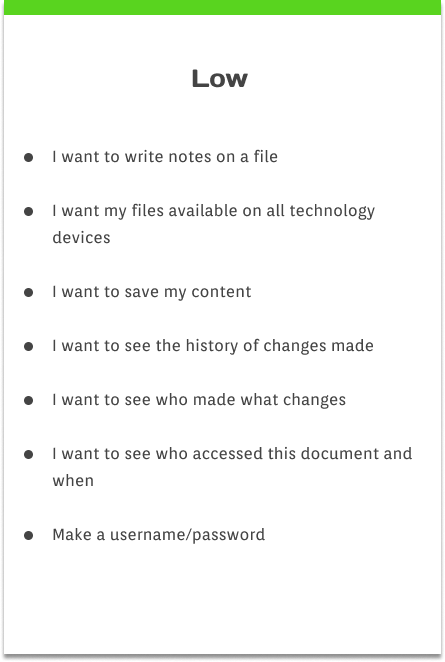 Low
● I want to write notes on a file
● I want my files available on all technology
devices
● I want to save my content
● I want to see the history of changes made
● I want to see who made what changes
● I want to see who accessed this document and
when
● Make a username/password